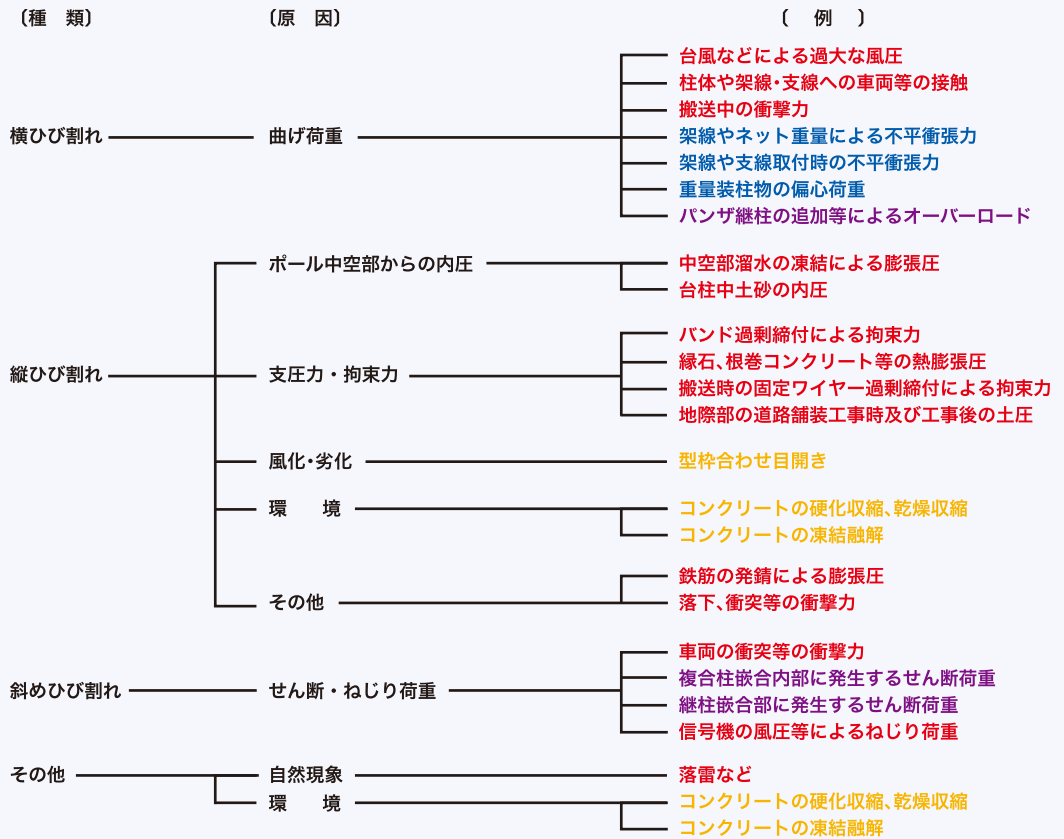 〔種　類〕　〔原　因〕　〔　例　〕
台風などによる過大な風圧
柱体や架線・支線への車両等の接触
搬送中の衝撃力
横ひび割れ　曲げ荷重　架線やネット重量による不平衡張力
架線や支線取付時の不平衡張力
重量装柱物の偏心荷重
パンザ継柱の追加等によるオーバーロード
ポール中空部からの内圧　中空部溜水の凍結による膨張圧
台柱中土砂の内圧
バンド過剰締付による拘束力
縁石、根巻コンクリート等の熱膨張圧
縦ひび割れ　支圧力・拘束力
搬送時の固定ワイヤー過剰締付による拘束力
地際部の道路舗装工事時及び工事後の土圧
風化・劣化　型枠合わせ目開き
環　境　コンクリートの硬化収縮、乾燥収縮
コンクリートの凍結融解
鉄筋の発錆による膨張圧
その他　落下、衝突等の衝撃力
車両の衝突等の衝撃力
複合柱嵌合内部に発生するせん断荷重
斜めひび割れ　せん断・ねじり荷重
継柱嵌合部に発生するせん断荷重
信号機の風圧等によるねじり荷重
その他　自然現象　落雷など
環　境　コンクリートの硬化収縮、乾燥収縮
コンクリートの凍結融解